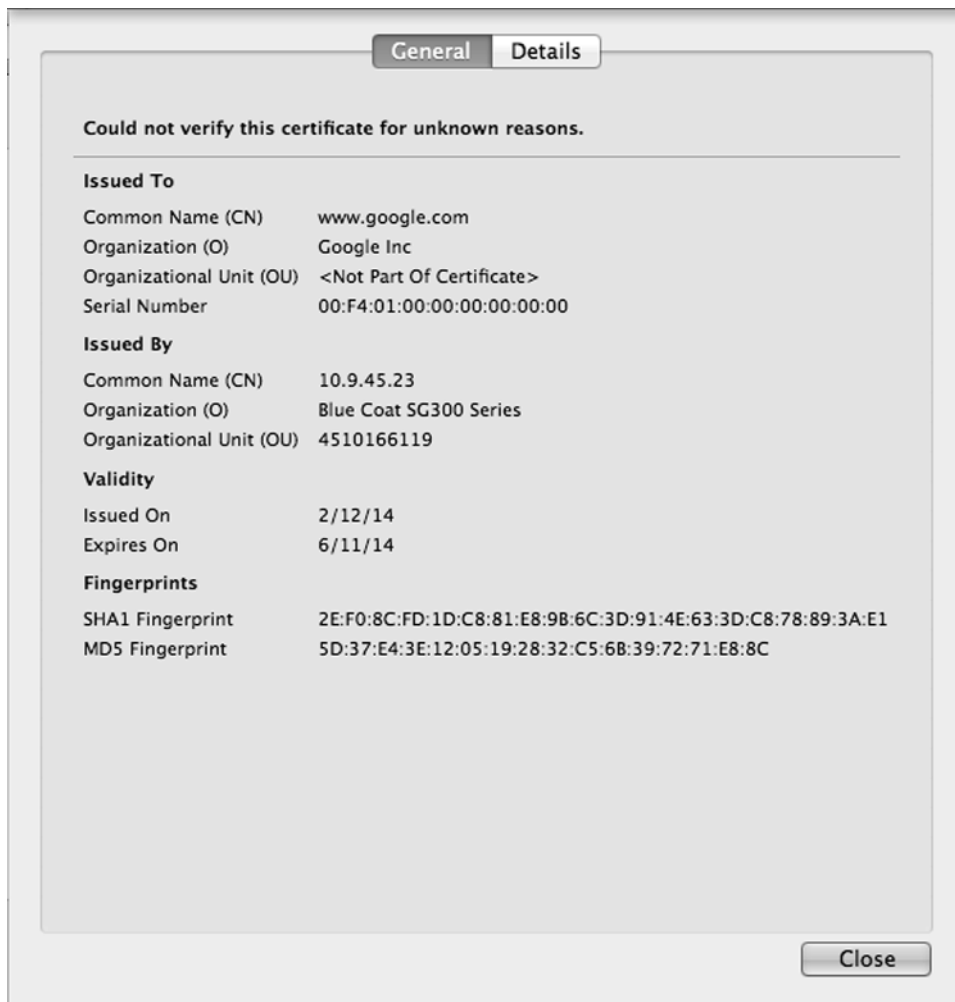 General Details
Could not verify this certificate for unknown reasons.
Issued To
Common Name (CN) www.google.com
Organization (O) Google Inc
Organizational Unit (OU) <Not Part Of Certificate>
Serial Number 00:F4:01:00:00:00:00:00:00
Issued By
Common Name (CN) 10.9.45.23
Organization (O) Blue Coat SG300 Series
Organizational Unit (OU) 4510166119
Validity
Issued On 2/12/14
Expires On 6/11/14
Fingerprints
SHA1 Fingerprint 2E:F0:8C:FD:1D:C8:81:E8:9B:6C:3D:91:4E:63:3D:C8:78:89:3A:E1
MD5 Fingerprint 5D:37:E4:3E:12:05:19:28:32:C5:6B:39:72:71:E8:8C
Close